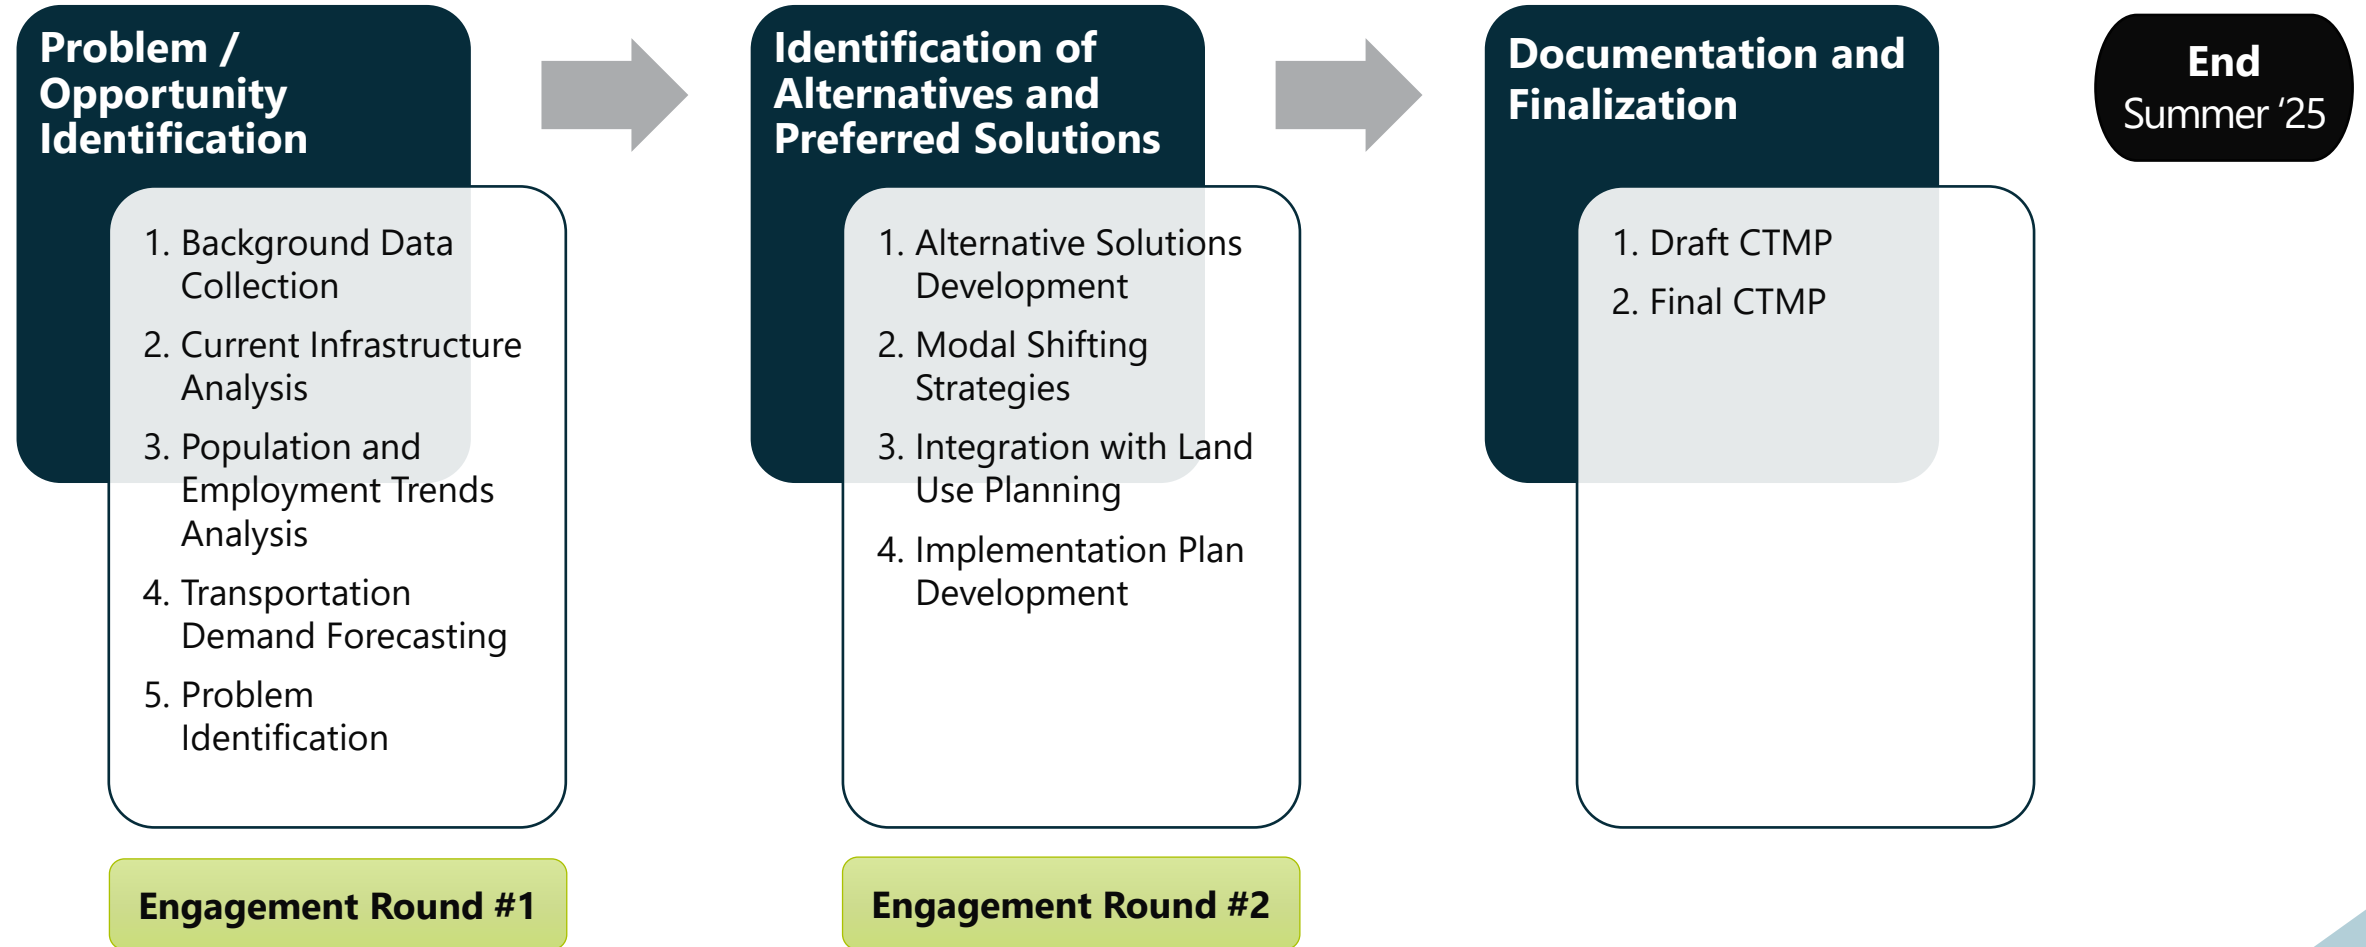 Problem /
Opportunity
Identification
1. Background Data
Collection
2. Current Infrastructure
Analysis
3. Population and
Employment Trends
Analysis
4. Transportation
Demand Forecasting
5. Problem
Identification
Engagement Round #1
Identification of
Alternatives and
Preferred Solutions
1. Alternative Solutions
Development
2. Modal Shifting
Strategies
3. Integration with Land
Use Planning
4. Implementation Plan
Development
Engagement Round #2
Documentation and
Finalization
1. Draft CTMP
2. Final CTMP
End
Summer ‘25